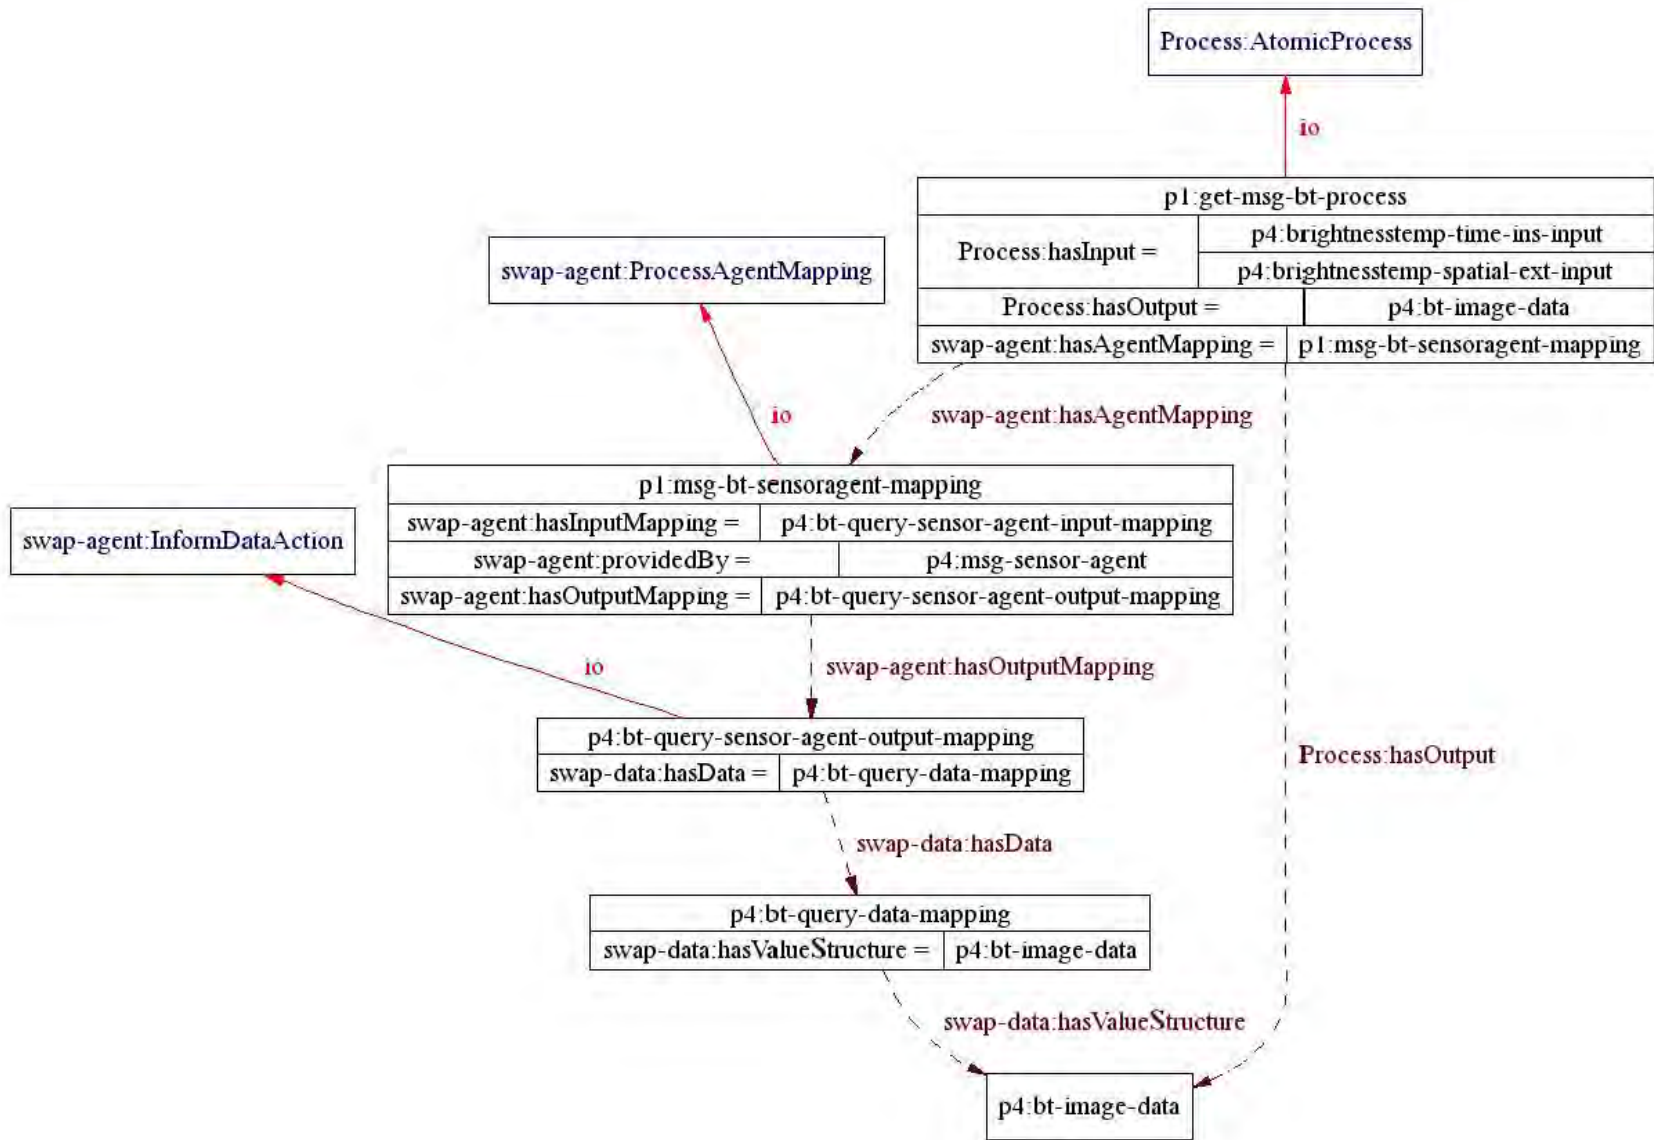 Process:AtomicProcess
io
p1:get-msg-bt-process
Process:hasInput =
p4:brightnesstemp-time-ins-input
p4:brightnesstemp-spatial-ext-input
Process:hasOutput =
p4:bt-image-data
swap-agent:hasAgentMapping =
p1:msg-bt-sensoragent-mapping
swap-agent:ProcessAgentMapping
io
swap-agent:hasAgentMapping
p1:msg-bt-sensoragent-mapping
swap-agent:hasInputMapping =
p4:bt-query-sensor-agent-input-mapping
swap-agent:providedBy =
p4:msg-sensor-agent
swap-agent:hasOutputMapping =
p4:bt-query-sensor-agent-output-mapping
swap-agent:InformDataAction
io
swap-agent:hasOutputMapping
p4:bt-query-sensor-agent-output-mapping
swap-data:hasData =
p4:bt-query-data-mapping
Process:hasOutput
swap-data:hasData
p4:bt-query-data-mapping
swap-data:hasValueStructure =
p4:bt-image-data
swap-data:hasValueStructure
p4:bt-image-data